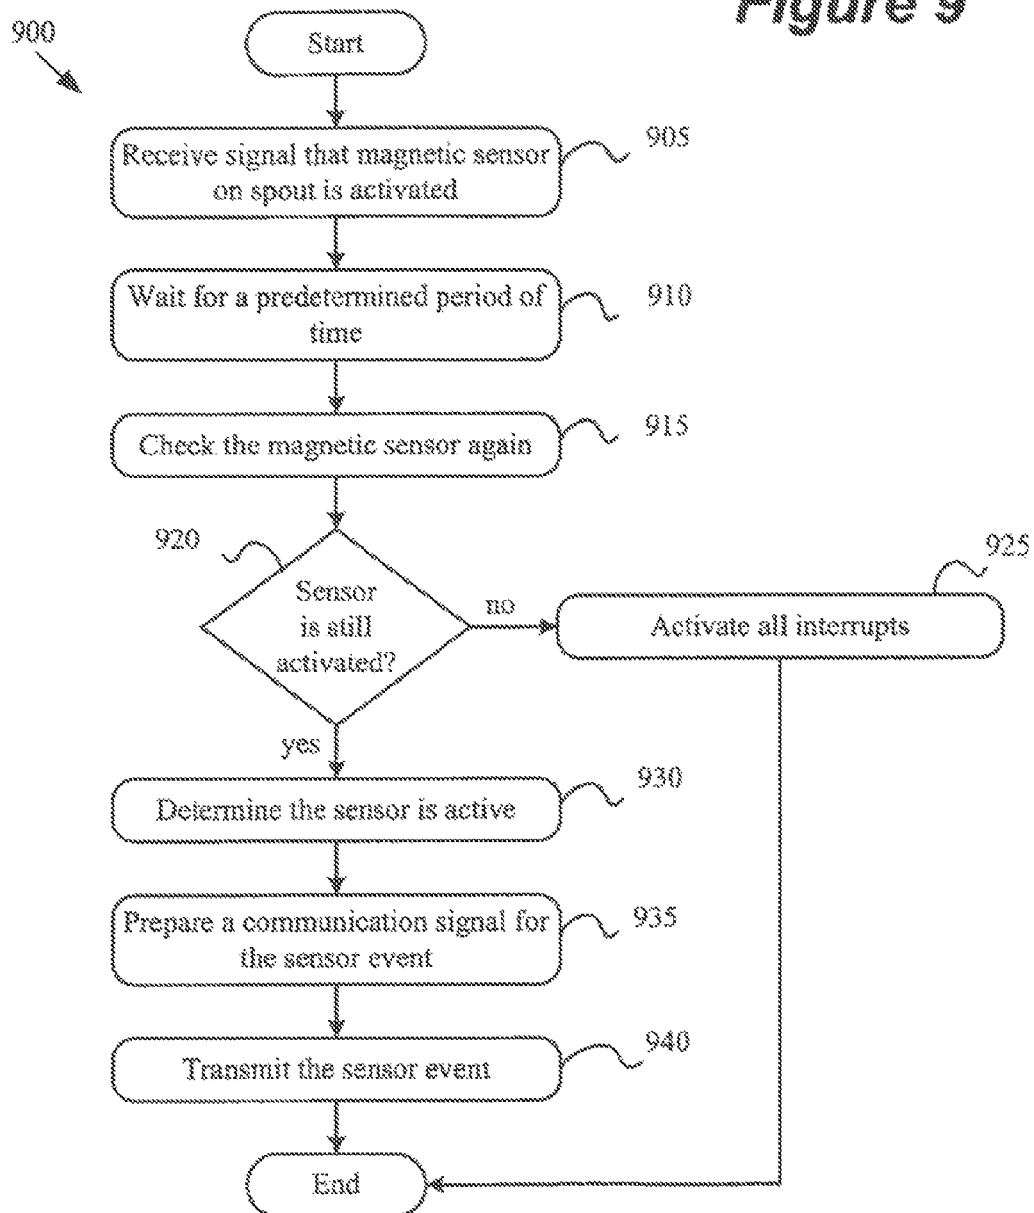 Figure 9
900
Start
Receive signal that magnetic sensor
on spout is activated
905
Wait for a predetermined period of
time
910
Check the magnetic sensor again
915
920
Sensor
is still
activated?
no
925
Activate all interrupts
yes
Determine the sensor is active
930
Prepare a communication signal for
the sensor event
935
Transmit the sensor event
940
End